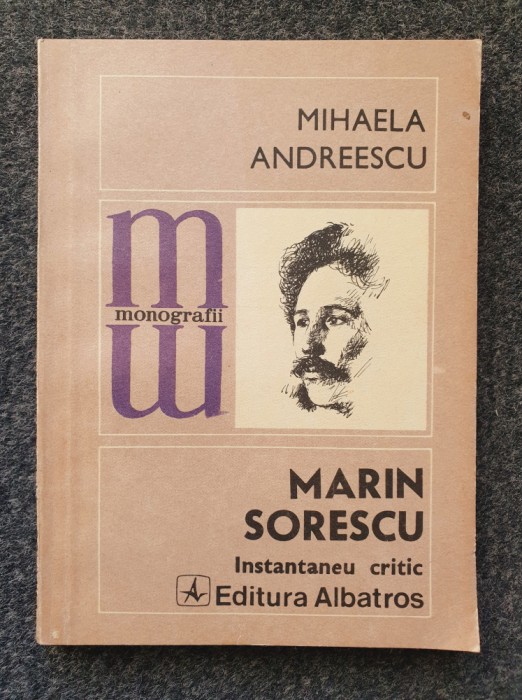 MIHAELA
ANDREESCU
m
monografii
m
MARIN
SORESCU
Instantaneu critic
A Editura Albatros